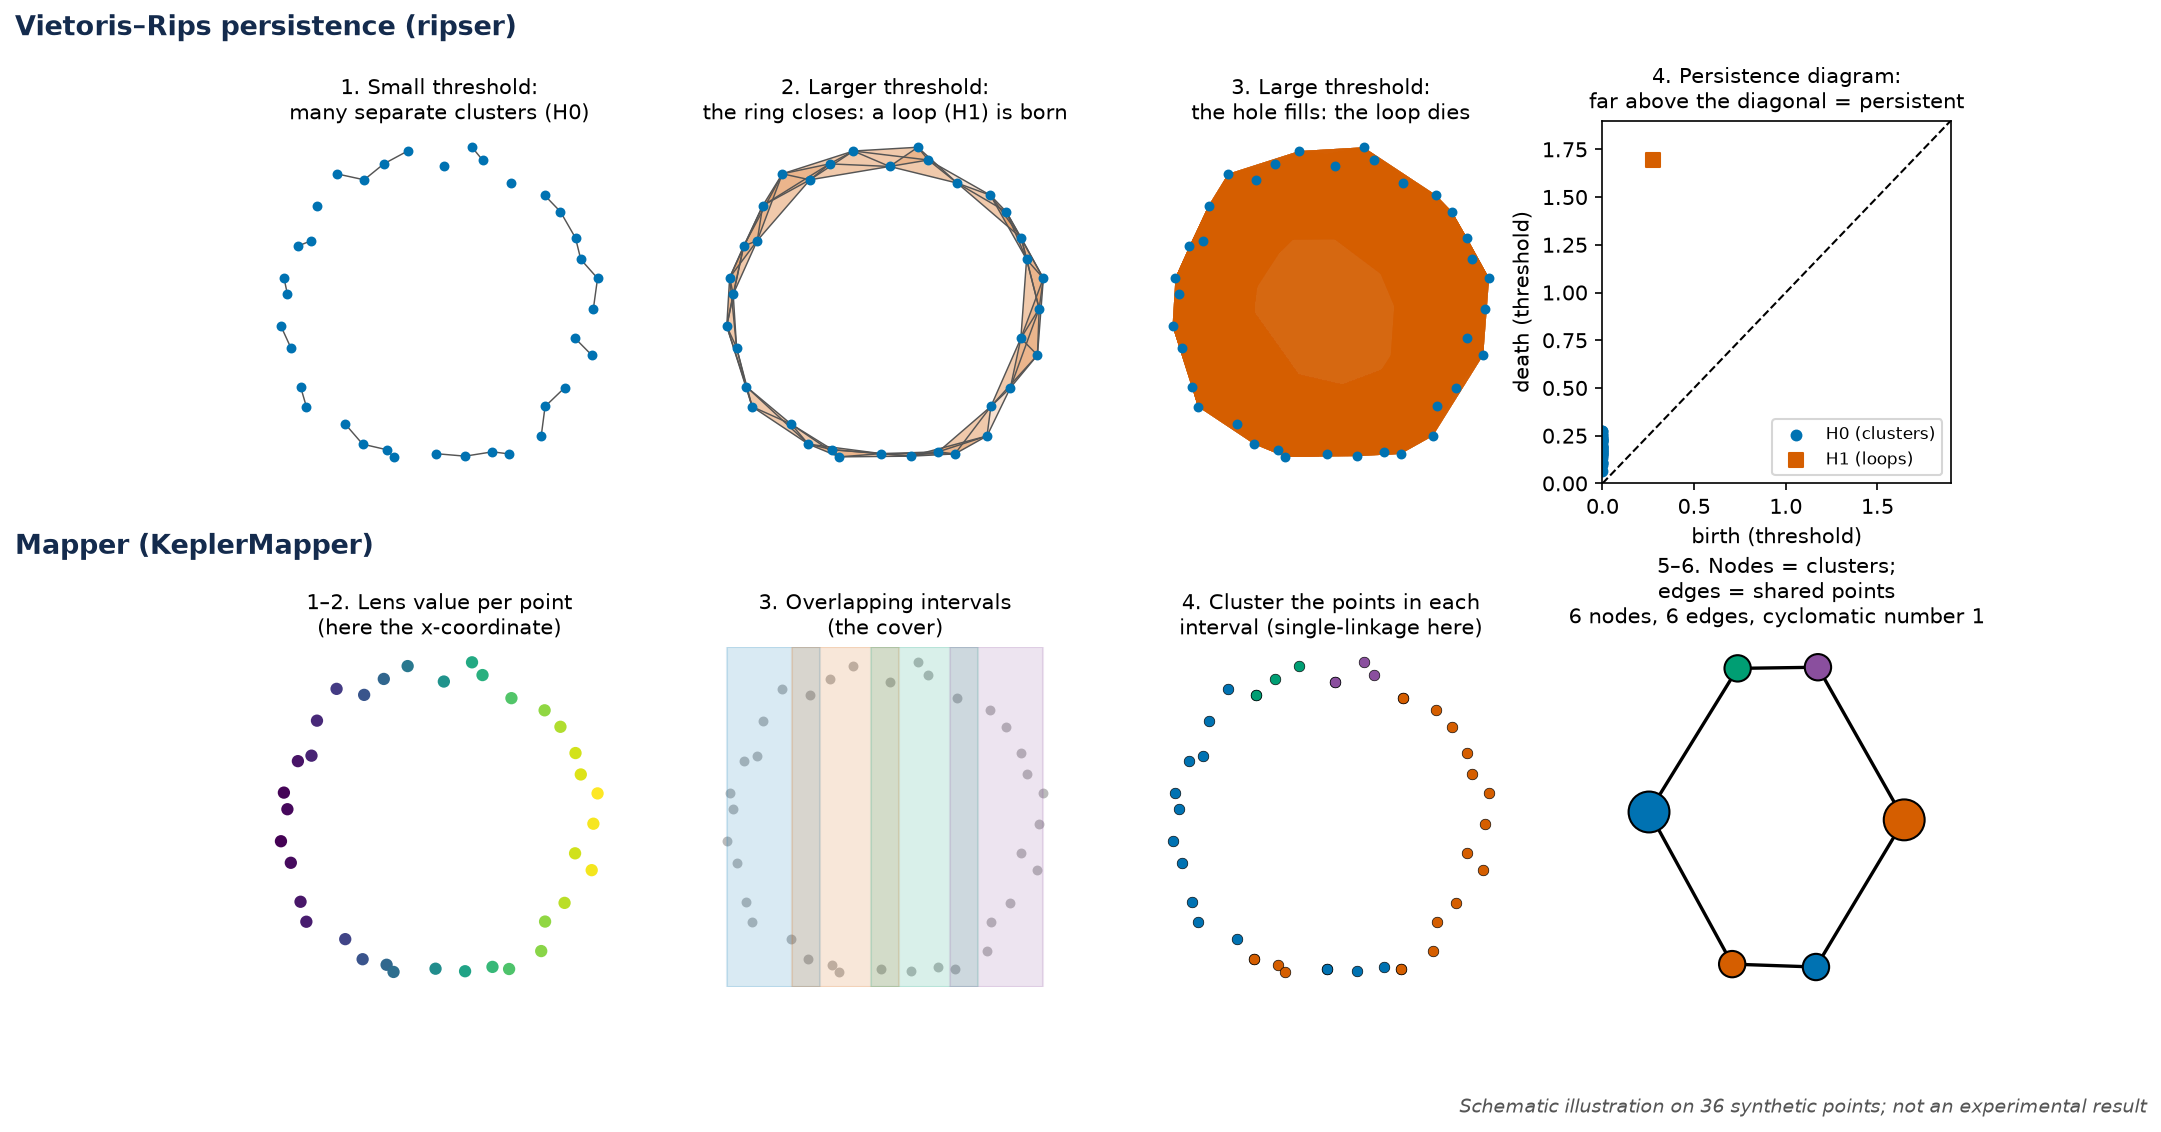 Vietoris–Rips persistence (ripser)
1. Small threshold:
many separate clusters (H0)
2. Larger threshold:
the ring closes: a loop (H1) is born
3. Large threshold:
the hole fills: the loop dies
4. Persistence diagram:
far above the diagonal = persistent
death (threshold)
1.75
1.50
1.25
1.00
0.75
0.50
0.25
0.00
H0 (clusters)
H1 (loops)
0.0 0.5 1.0 1.5
birth (threshold)
Mapper (KeplerMapper)
1–2. Lens value per point
(here the x-coordinate)
3. Overlapping intervals
(the cover)
4. Cluster the points in each
interval (single-linkage here)
5–6. Nodes = clusters;
edges = shared points
6 nodes, 6 edges, cyclomatic number 1
Schematic illustration on 36 synthetic points; not an experimental result